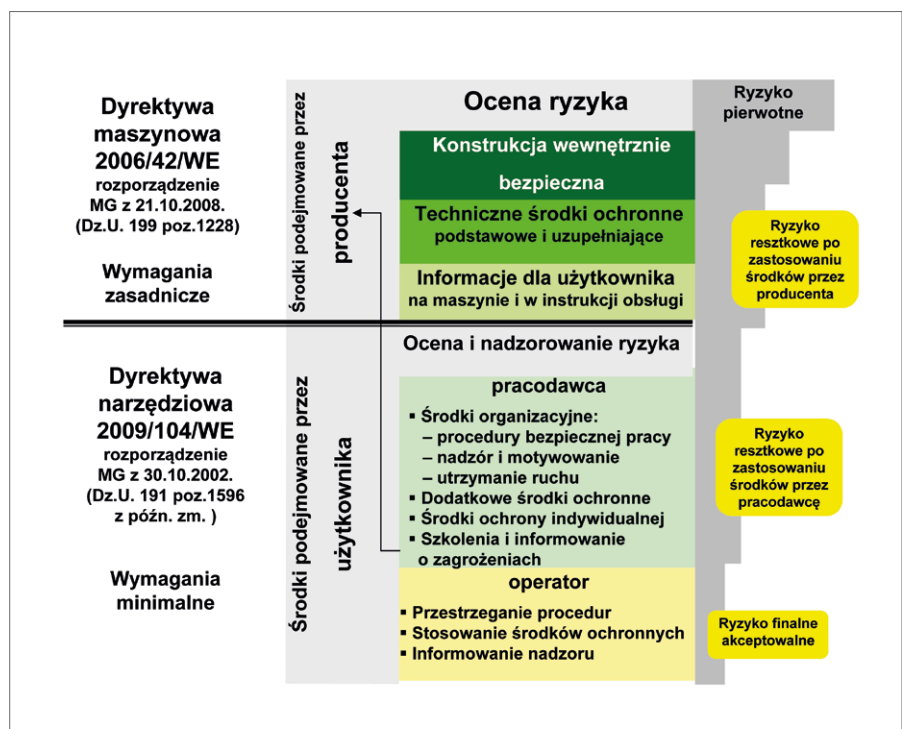 Dyrektywa
maszynowa
2006/42/WE
rozporządzenie
MG z 21.10.2008.
(Dz.U. 199 poz.1228)
Wymagania
zasadnicze
Środki podejmowane przez
producenta
Ocena ryzyka
Konstrukcja wewnętrznie
bezpieczna
Techniczne środki ochronne
podstawowe i uzupełniające
Informacje dla użytkownika
na maszynie i w instrukcji obsługi
Ryzyko
pierwotne
Ryzyko
resztkowe po
zastosowaniu
środków przez
producenta
Dyrektywa
narzędziowa
2009/104/WE
rozporządzenie
MG z 30.10.2002.
(Dz.U. 191 poz.1596
z późn. zm. )
Wymagania
minimalne
Środki podejmowane przez
użytkownika
Ocena i nadzorowanie ryzyka
pracodawca
▪ Środki organizacyjne:
– procedury bezpiecznej pracy
– nadzór i motywowanie
– utrzymanie ruchu
▪ Dodatkowe środki ochronne
▪ Środki ochrony indywidualnej
▪ Szkolenia i informowanie
o zagrożeniach
operator
▪ Przestrzeganie procedur
▪ Stosowanie środków ochronnych
▪ Informowanie nadzoru
Ryzyko
resztkowe po
zastosowaniu
środków przez
pracodawcę
Ryzyko finalne
akceptowalne